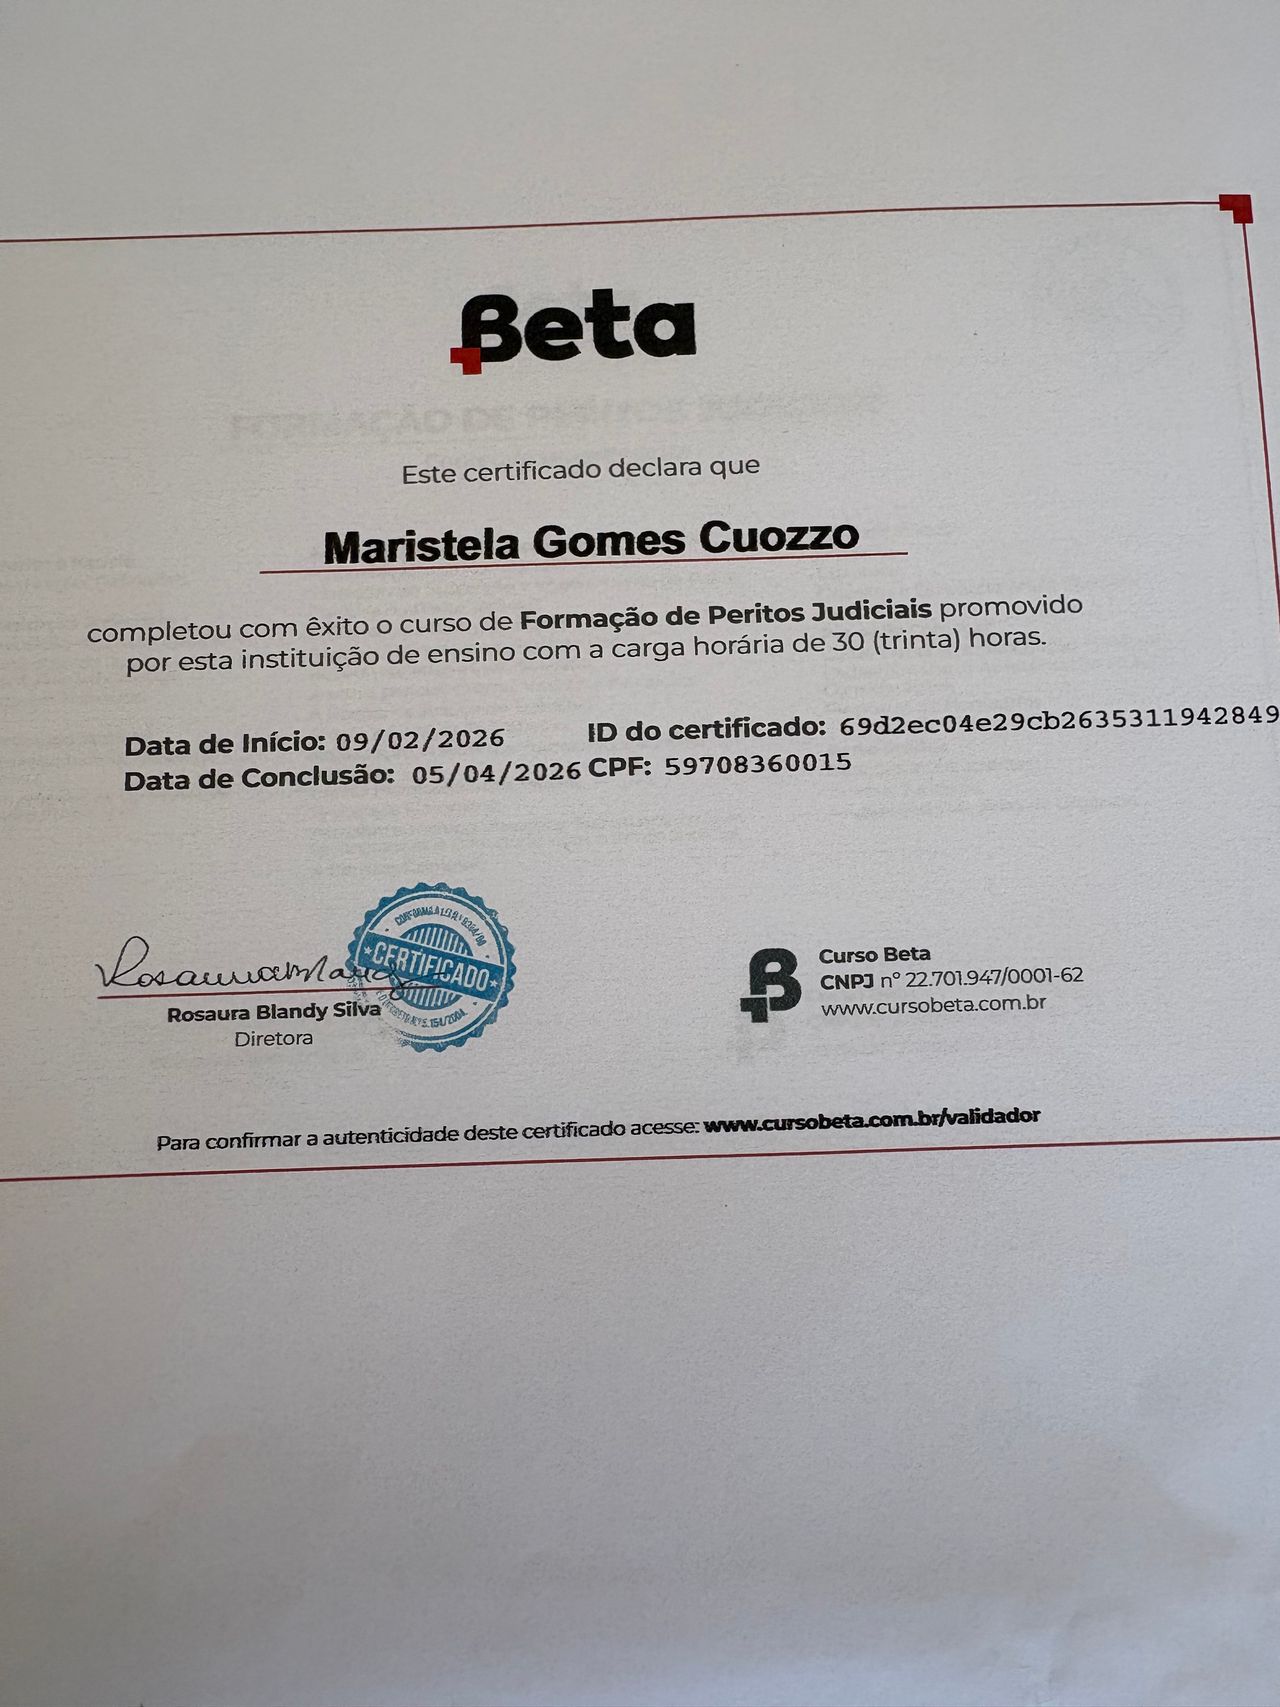 Beta
Este certificado declara que
Maristela Gomes Cuozzo
completou com êxito o curso de Formação de Peritos Judiciais promovido
por esta instituição de ensino com a carga horária de 30 (trinta) horas.
Data de Início: 09/02/2026
ID do certificado: 69d2ec04e29cb2635311942849
Data de Conclusão: 05/04/2026
CPF: 59708360015
CERTIFICADO
Rosaura Blandy Silva
Diretora
Curso Beta
CNPJ nº 22.701.947/0001-62
www.cursobeta.com.br
Para confirmar a autenticidade deste certificado acesse: www.cursobeta.com.br/validador